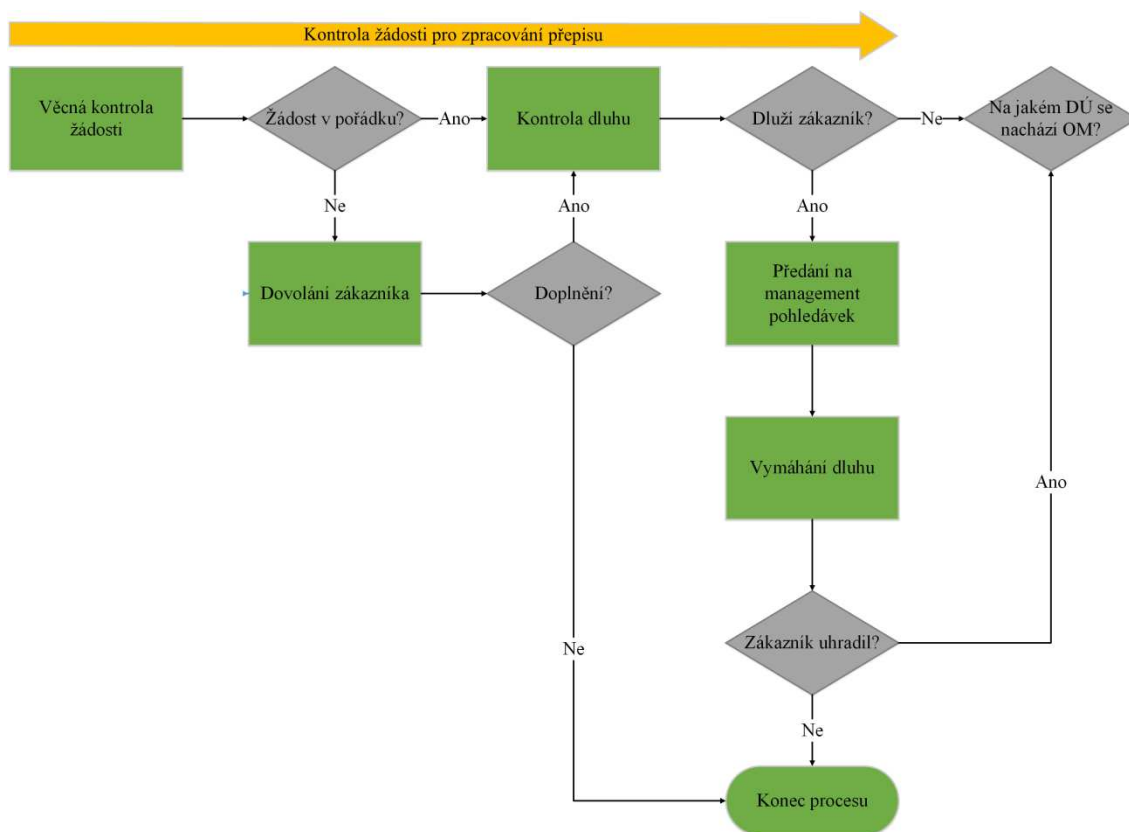 Kontrola žádosti pro zpracování přepisu
Věcná kontrola
žádosti
Žádost v pořádku?
Ano
Kontrola dluhu
Dluží zákazník?
Ne
Na jakém DÚ se
nachází OM?
Ne
Ano
Ano
Dovolání zákazníka
Doplnění?
Předání na
management
pohledávek
Vymáhání dluhu
Ano
Ne
Zákazník uhradil?
Ne
Konec procesu